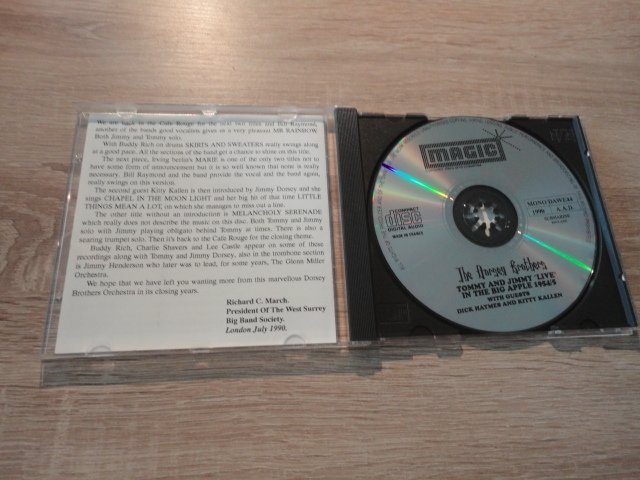 We are back in the Cafe Rouge for the next two titles and Bill Raymond,
another of the bands good vocalists gives us a very pleasant MR RAINBOW.
Both Jimmy and Tommy solo.
With Buddy Rich on drums SKIRTS AND SWEATERS really swings along
at a good pace. All the sections of the band get a chance to shine on this title.
The next piece, Irving berlin's MARIE is one of the only two titles not to
have some form of announcement but it is so well known that none is really
necessary. Bill Raymond and the band provide the vocal and the band again,
really swings on this version.
The second guest Kitty Kallen is then introduced by Jimmy Dorsey and she
sings CHAPEL IN THE MOON LIGHT and her big hit of that time LITTLE
THINGS MEAN A LOT, on which she manages to miss out a line.
The other title without an introduction is MELANCHOLY SERENADE
which really does not describe the music on this disc. Both Tommy and Jimmy
solo with Jimmy playing obligato behind Tommy at times. There is also a
searing trumpet solo. Then it's back to the Cafe Rouge for the closing theme.
Buddy Rich, Charlie Shavers and Lee Castle appear on some of these
recordings along with Tommy and Jimmy Dorsey, also in the trombone section
is Jimmy Henderson who later was to lead, for some years, The Glenn Miller
Orchestra.
We hope that we have left you wanting more from this marvellous Dorsey
Brothers Orchestra in its closing years.
Richard C. March.
President Of The West Surrey
Big Band Society.
London July 1990.
MAGIC
COMPACT
disc
DIGITAL AUDIO
MADE IN FRANCE
MONO DAWE44
1990 A.A.D.
The Dorsey Brothers
TOMMY AND JIMMY 'LIVE'
IN THE BIG APPLE 1954/5
WITH GUESTS
DICK HAYMES AND KITTY KALLEN